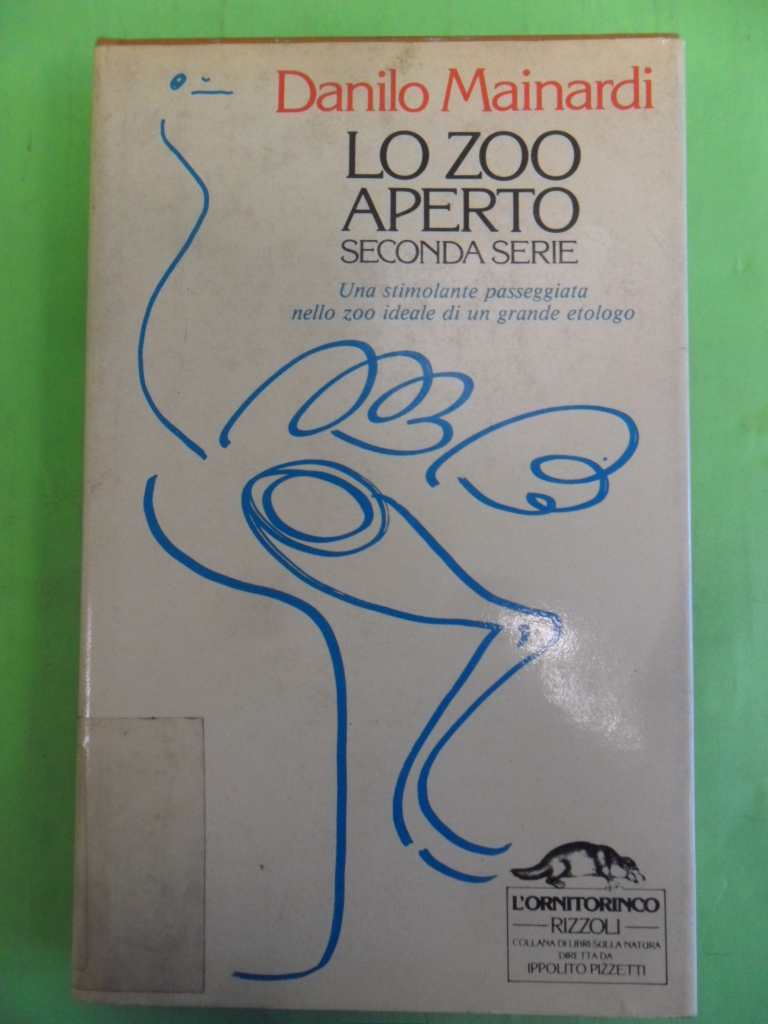 Danilo Mainardi
LO ZOO
APERTO
SECONDA SERIE
Una stimolante passeggiata
nello zoo ideale di un grande etologo
L'ORNITORINCO
RIZZOLI
COLLANA DI LIBRI SULLA NATURA
DIRETTA DA
IPPOLITO PIZZETTI